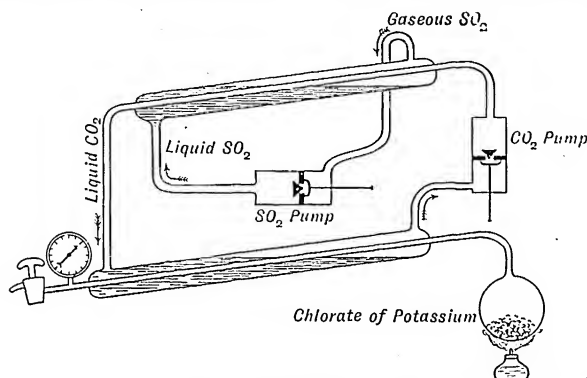 Gaseous SO₂
Liquid CO₂
Liquid SO₂
CO₂ Pump
SO₂ Pump
Chlorate of Potassium